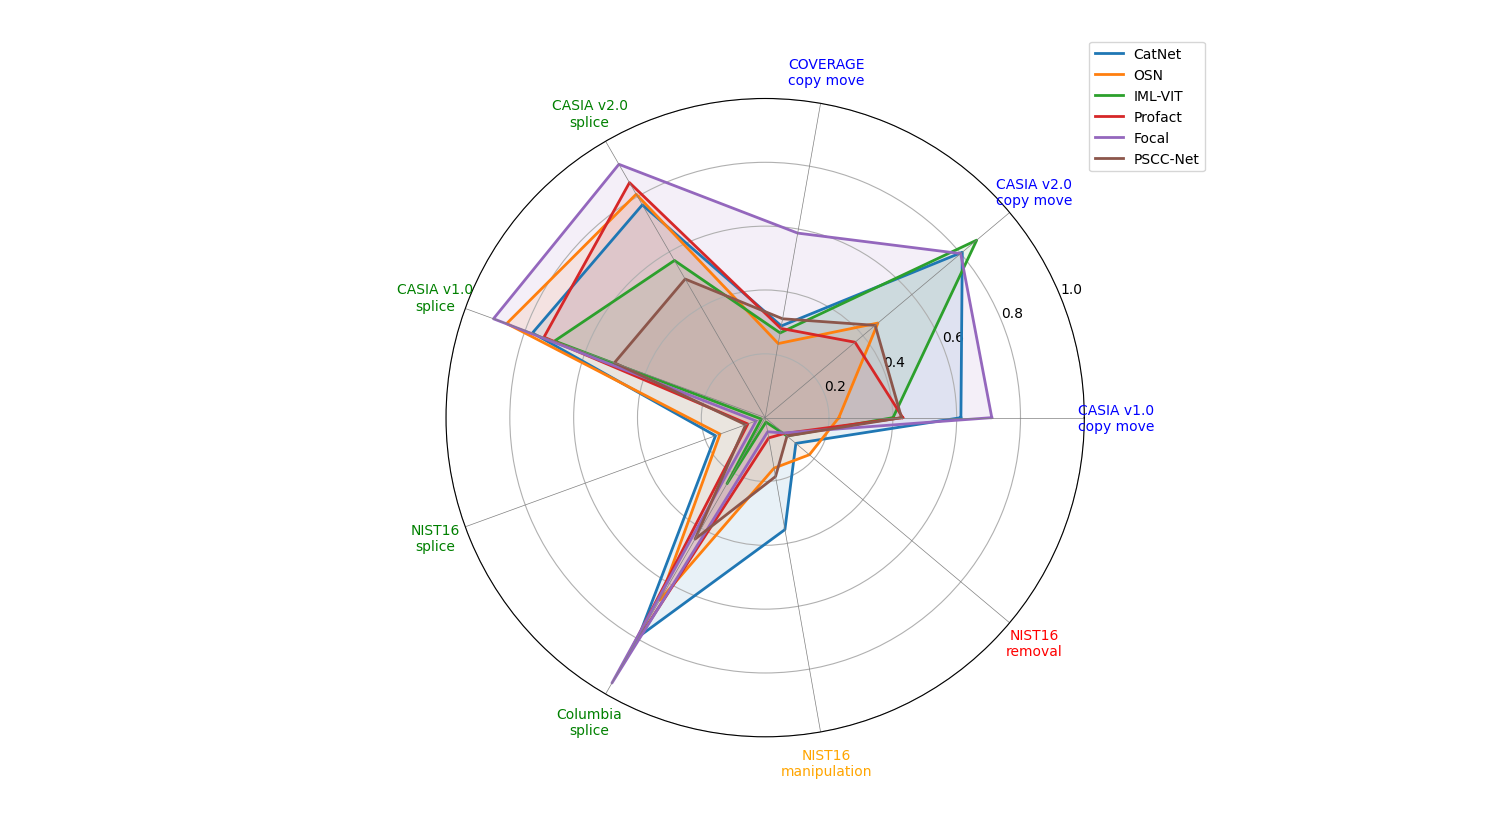 COVERAGE
copy move
CatNet
OSN
IML-VIT
Profact
Focal
PSCC-Net
CASIA v2.0
splice
CASIA v2.0
copy move
CASIA v1.0
splice
1.0
0.8
0.6
0.4
0.2
CASIA v1.0
copy move
NIST16
splice
NIST16
removal
Columbia
splice
NIST16
manipulation